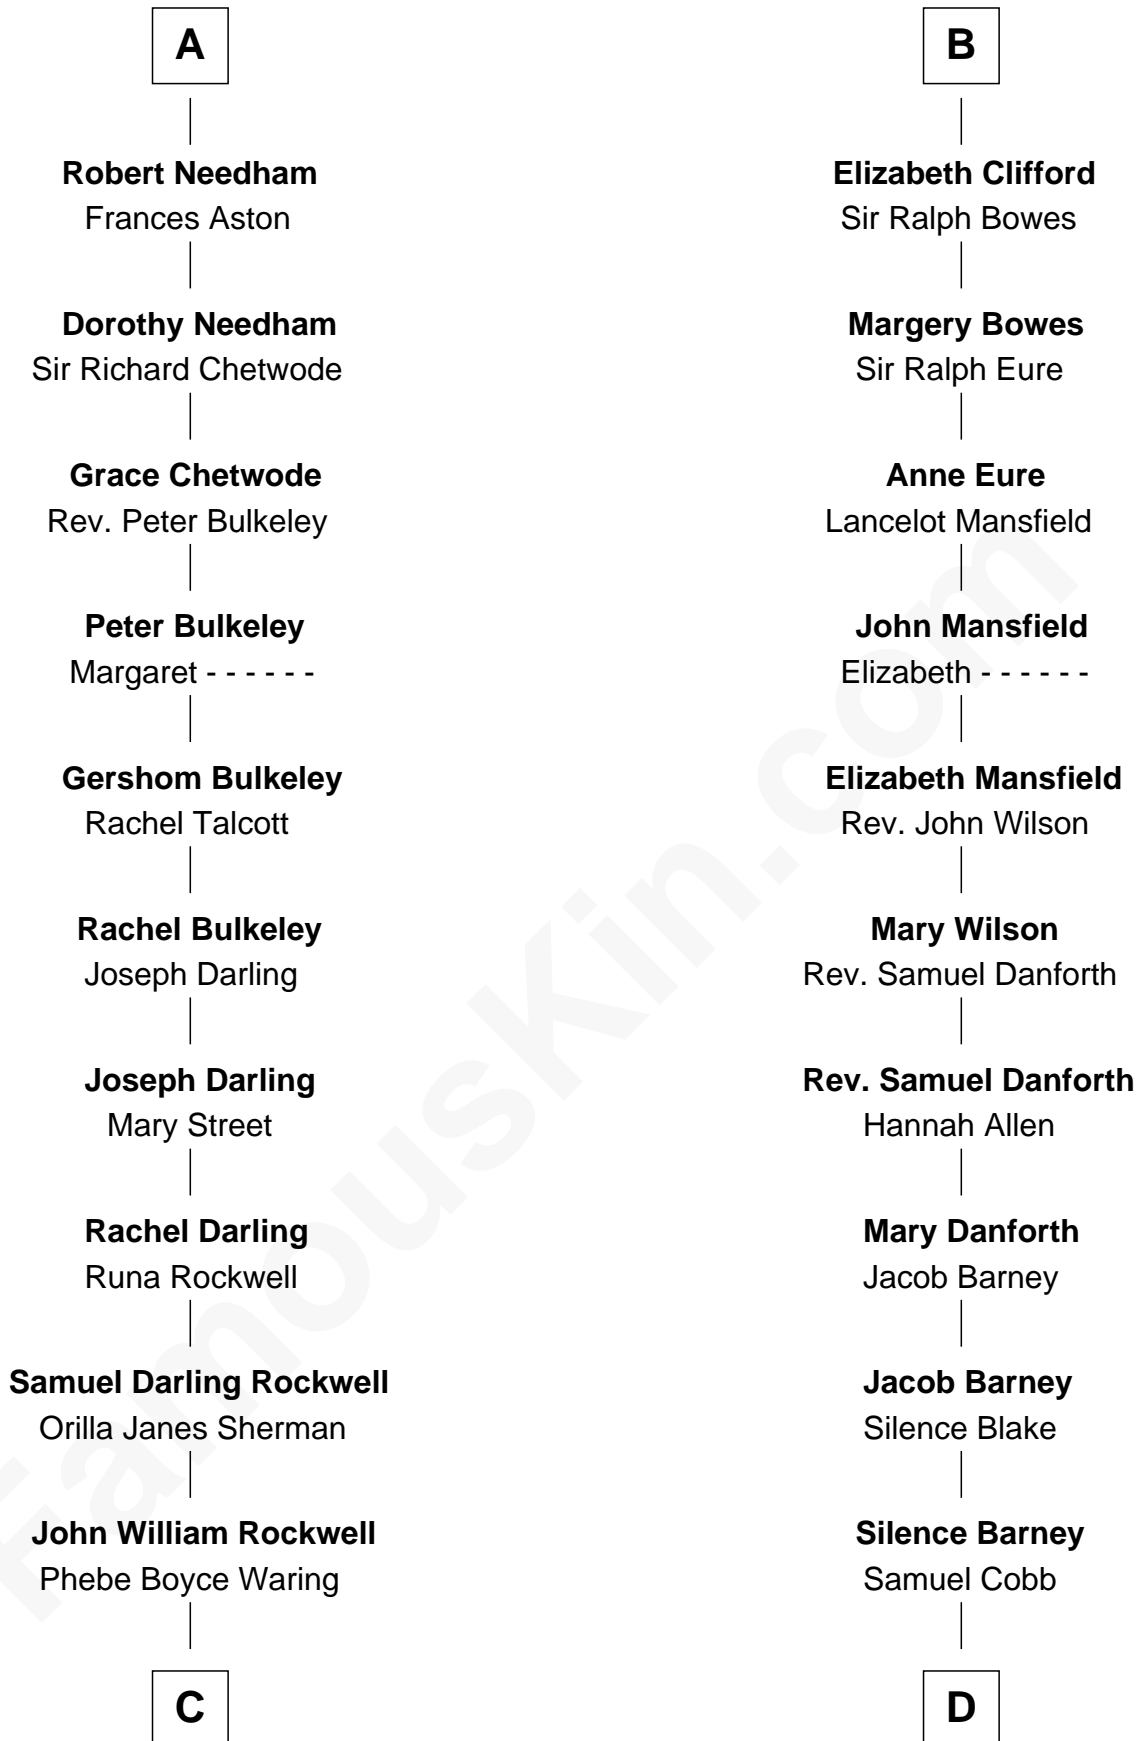 A
Robert Needham
Frances Aston
Dorothy Needham
Sir Richard Chetwode
Grace Chetwode
Rev. Peter Bulkeley
Peter Bulkeley
Margaret - - - - - -
Gershom Bulkeley
Rachel Talcott
Rachel Bulkeley
Joseph Darling
Joseph Darling
Mary Street
Rachel Darling
Runa Rockwell
Samuel Darling Rockwell
Orilla Janes Sherman
John William Rockwell
Phebe Boyce Waring
C
B
Elizabeth Clifford
Sir Ralph Bowes
Margery Bowes
Sir Ralph Eure
Anne Eure
Lancelot Mansfield
John Mansfield
Elizabeth - - - - - -
Elizabeth Mansfield
Rev. John Wilson
Mary Wilson
Rev. Samuel Danforth
Rev. Samuel Danforth
Hannah Allen
Mary Danforth
Jacob Barney
Jacob Barney
Silence Blake
Silence Barney
Samuel Cobb
D
FamousKin.com